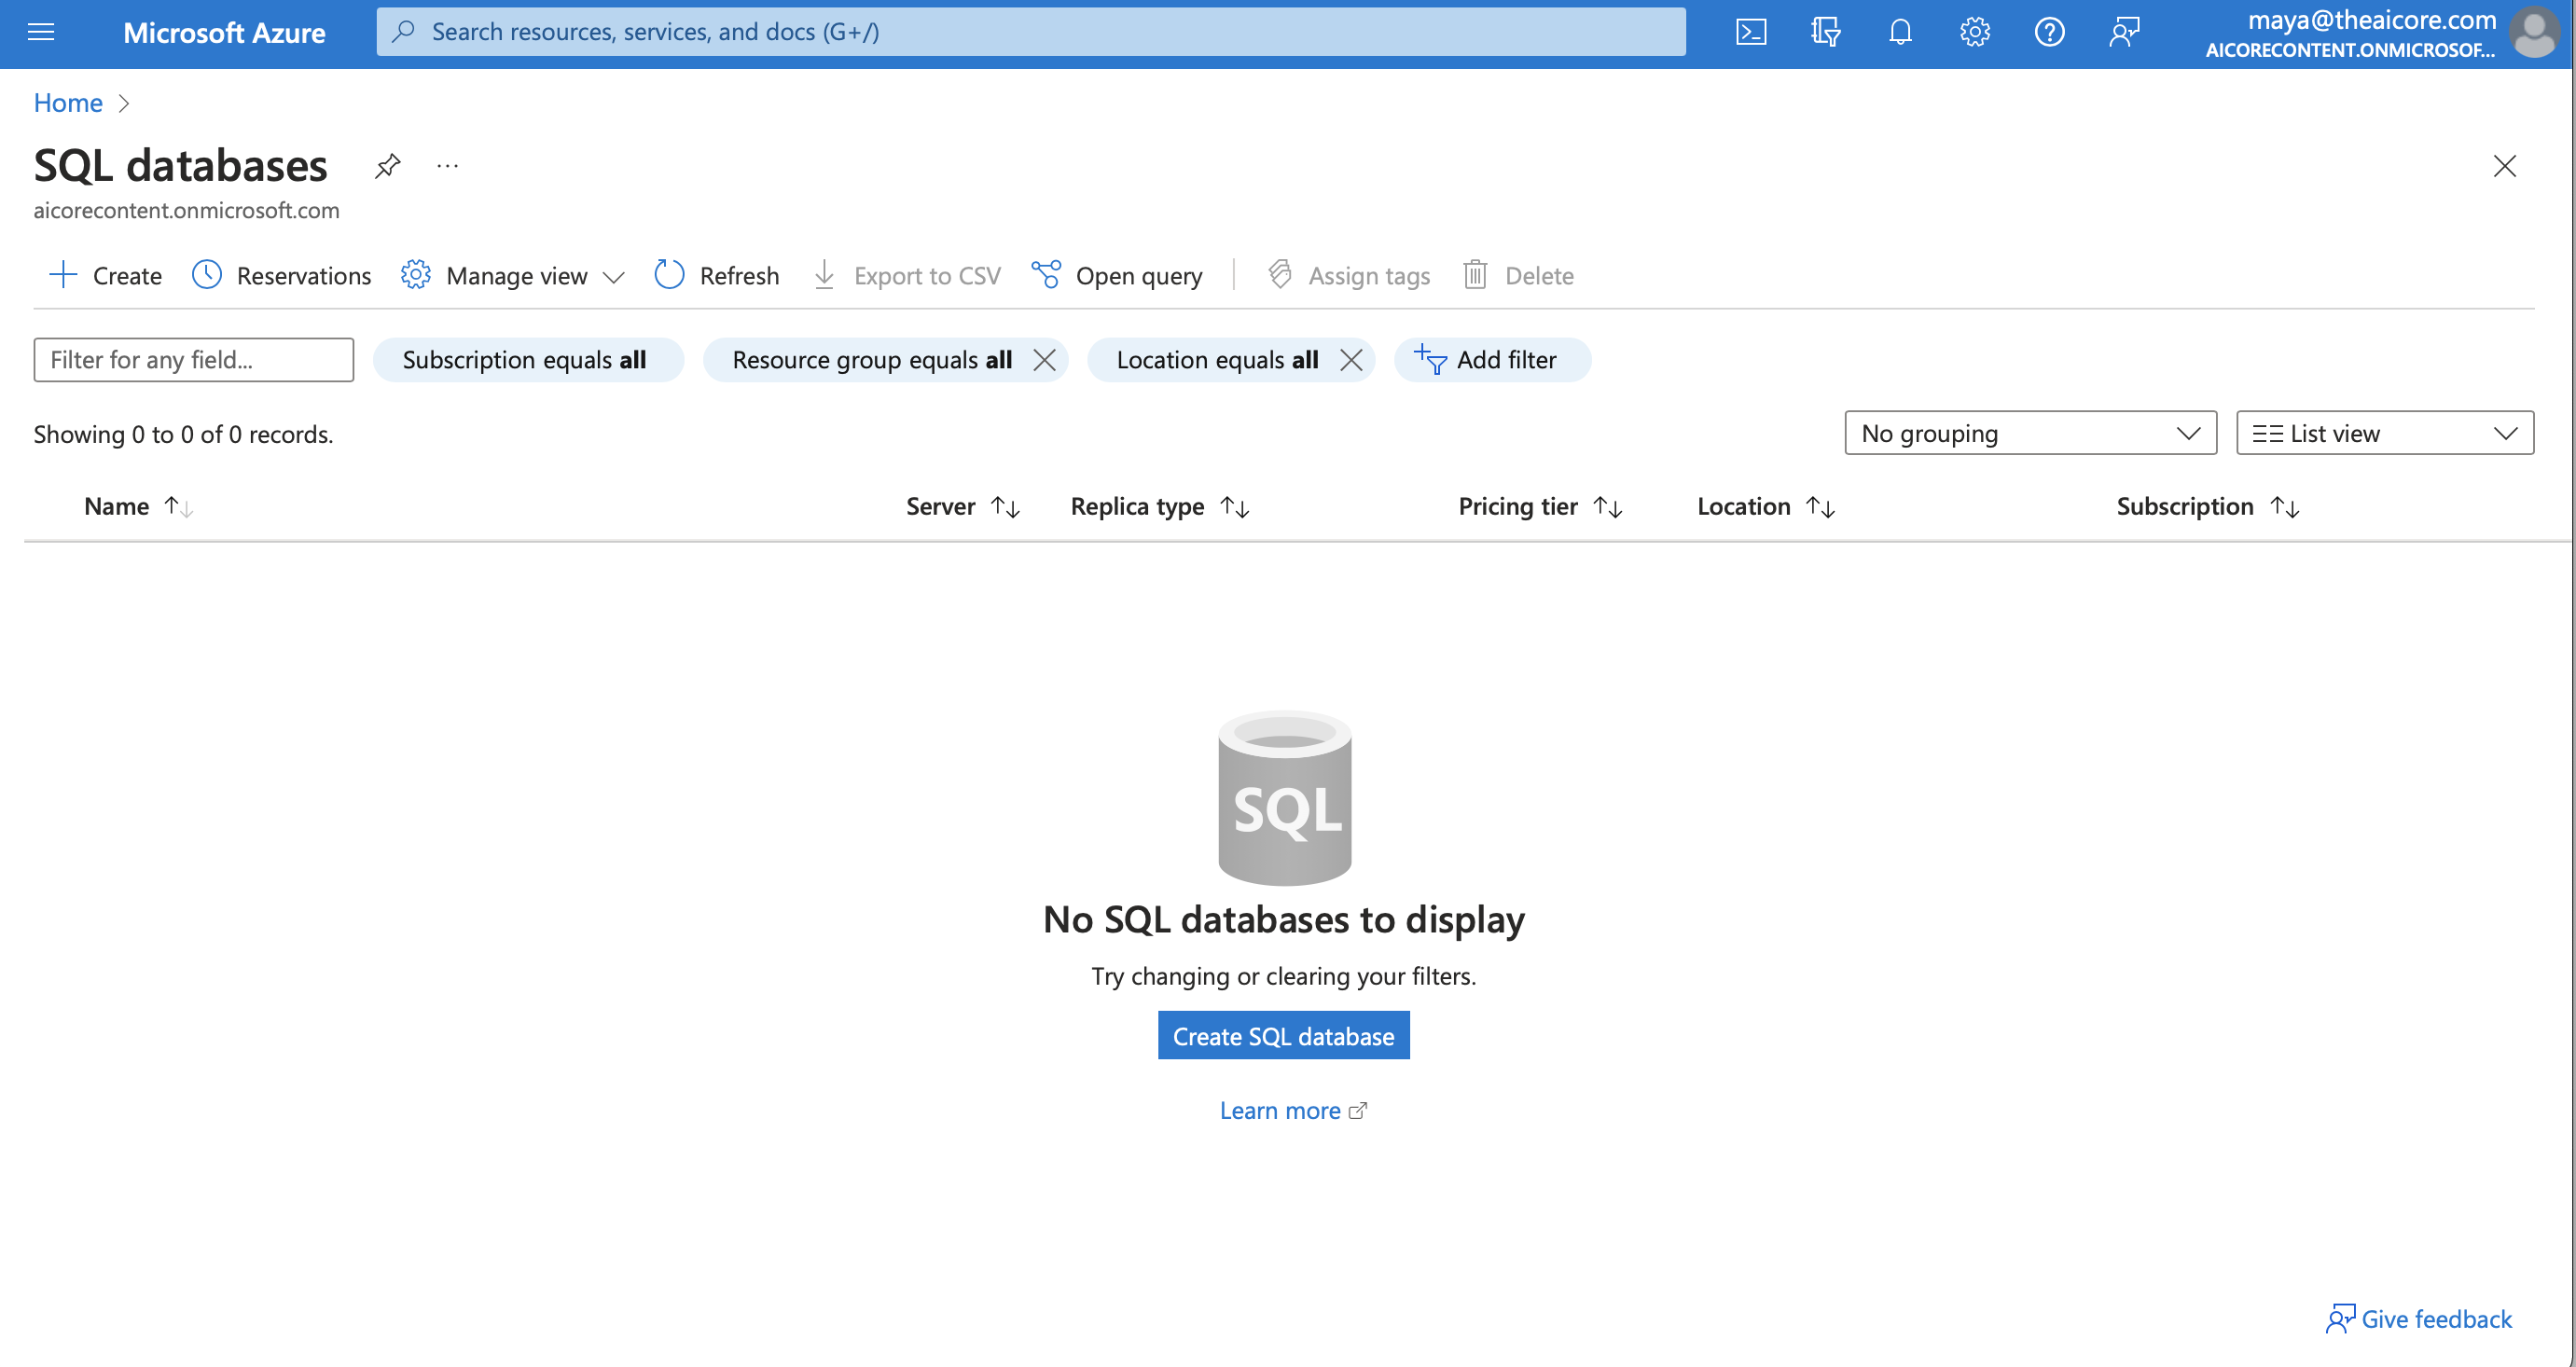 Microsoft Azure
Search resources, services, and docs (G+/)
maya@theaicore.com
AICORECONTENT.ONMICROSOF...
Home
SQL databases
aicorecontent.onmicrosoft.com
Create Reservations Manage view Refresh Export to CSV Open query Assign tags Delete
Filter for any field... Subscription equals all Resource group equals all Location equals all Add filter
Showing 0 to 0 of 0 records. No grouping List view
Name Server Replica type Pricing tier Location Subscription
SQL
No SQL databases to display
Try changing or clearing your filters.
Create SQL database
Learn more
Give feedback